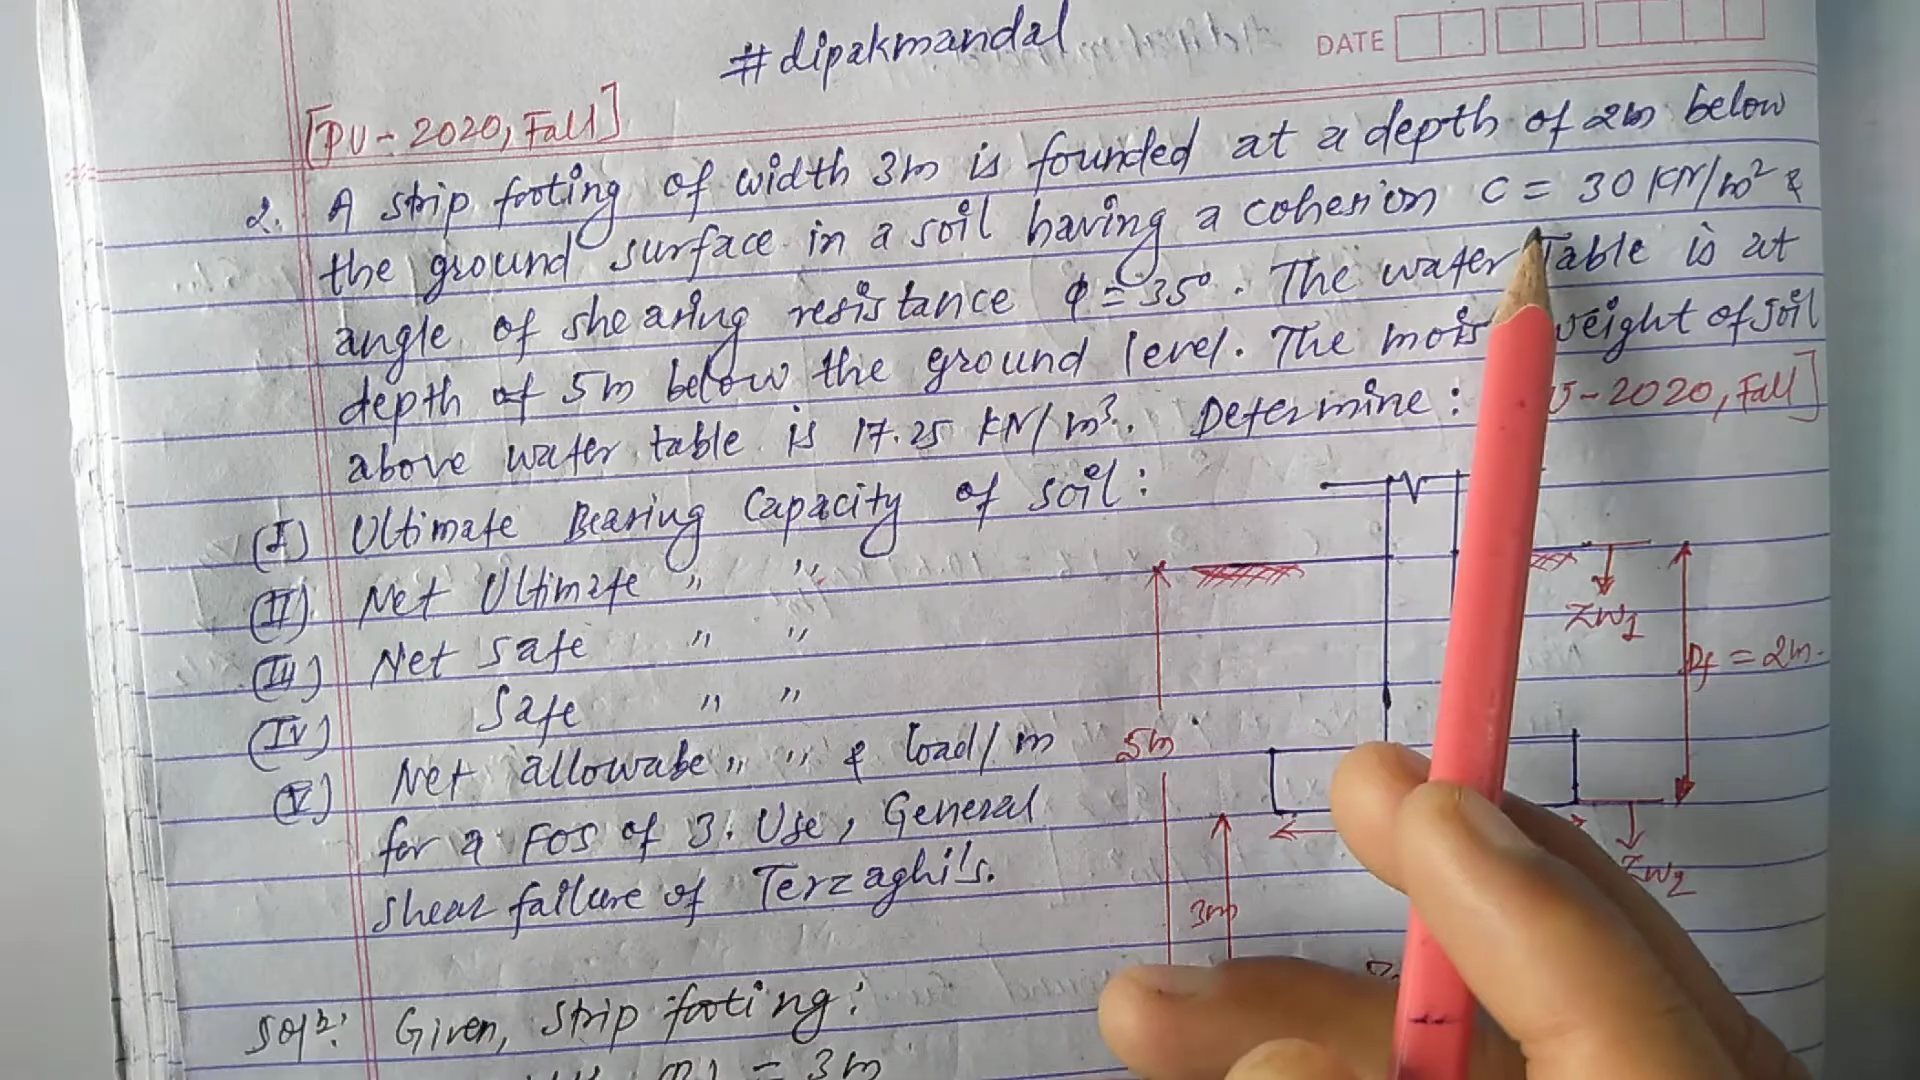 #dipakmandal
DATE
[PU-2020, Fall]
2. A strip footing of width 3m is founded at a depth of 2m below
the ground surface in a soil having a cohesion C = 30 KN/m² &
angle of shearing resistance φ = 35°. The water Table is at
depth of 5m below the ground level. The mois weight of soil
above water table is 17.25 KN/m³. Determine: U-2020, Fall]
(I) Ultimate Bearing Capacity of soil:
(II) Net Ultimate " "
(III) Net safe " "
(IV) Safe " "
(V) Net allowabe " " & load/m
for a FOS of 3. Use, General
shear failure of Terzaghi's.
ZW1
Df = 2m.
5m
ZW2
3m
Solⁿ: Given, strip footing:
= 3m